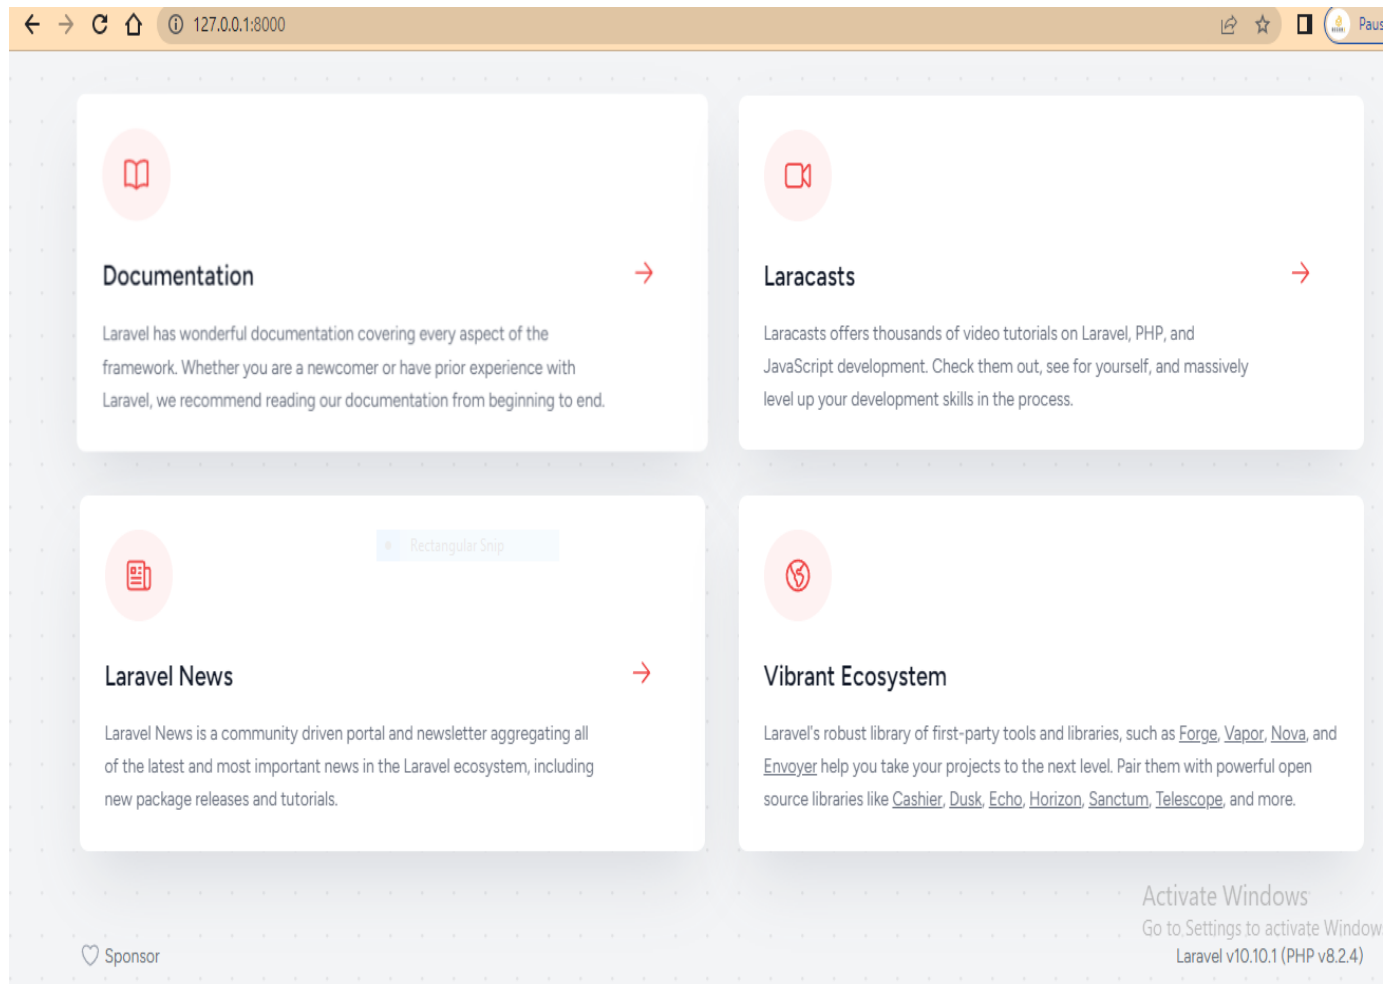 127.0.0.1:8000
Paus
Documentation
Laravel has wonderful documentation covering every aspect of the
framework. Whether you are a newcomer or have prior experience with
Laravel, we recommend reading our documentation from beginning to end.
Laracasts
Laracasts offers thousands of video tutorials on Laravel, PHP, and
JavaScript development. Check them out, see for yourself, and massively
level up your development skills in the process.
Rectangular Snip
Laravel News
Laravel News is a community driven portal and newsletter aggregating all
of the latest and most important news in the Laravel ecosystem, including
new package releases and tutorials.
Vibrant Ecosystem
Laravel's robust library of first-party tools and libraries, such as Forge, Vapor, Nova, and
Envoyer help you take your projects to the next level. Pair them with powerful open
source libraries like Cashier, Dusk, Echo, Horizon, Sanctum, Telescope, and more.
Activate Windows
Go to Settings to activate Window
Sponsor
Laravel v10.10.1 (PHP v8.2.4)